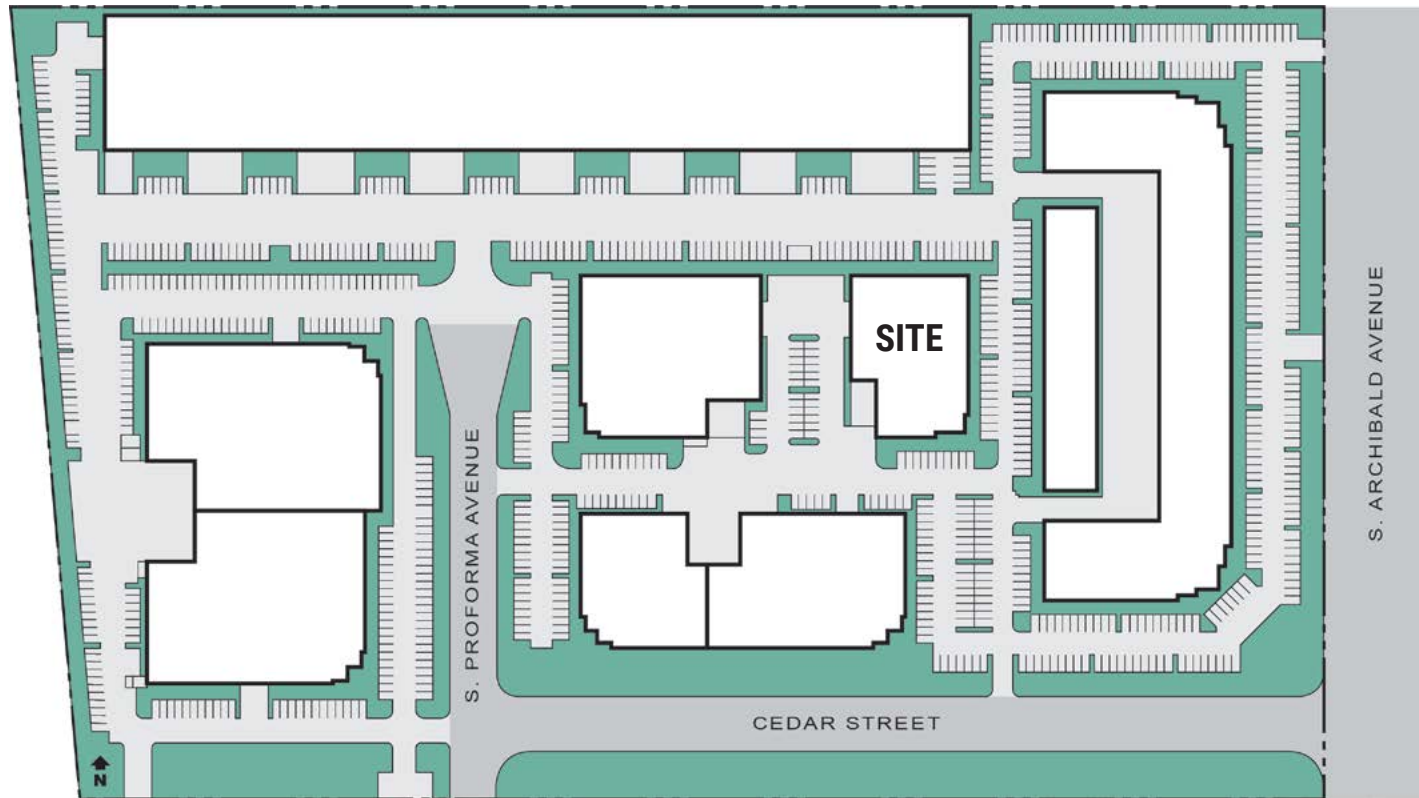 SITE
S. ARCHIBALD AVENUE
S. PROFORMA AVENUE
CEDAR STREET
N